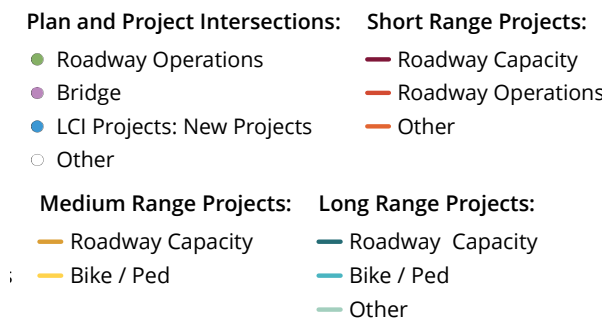 Plan and Project Intersections:
Roadway Operations
Bridge
LCI Projects: New Projects
Other
Short Range Projects:
Roadway Capacity
Roadway Operations
Other
Medium Range Projects:
Roadway Capacity
Bike / Ped
Long Range Projects:
Roadway  Capacity
Bike / Ped
Other